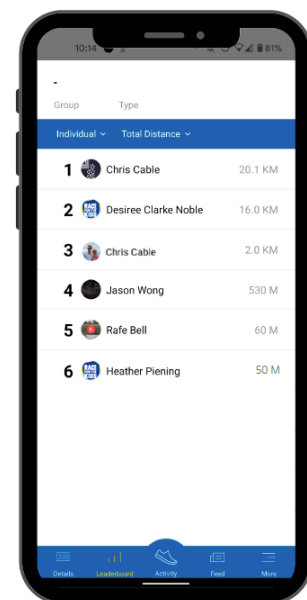 10:14
81%
-
Group Type
Individual Total Distance
1 Chris Cable 20.1 KM
2 Desiree Clarke Noble 16.0 KM
3 Chris Cable 2.0 KM
4 Jason Wong 530 M
5 Rafe Bell 60 M
6 Heather Piening 50 M
Details Leaderboard Activity Feed More